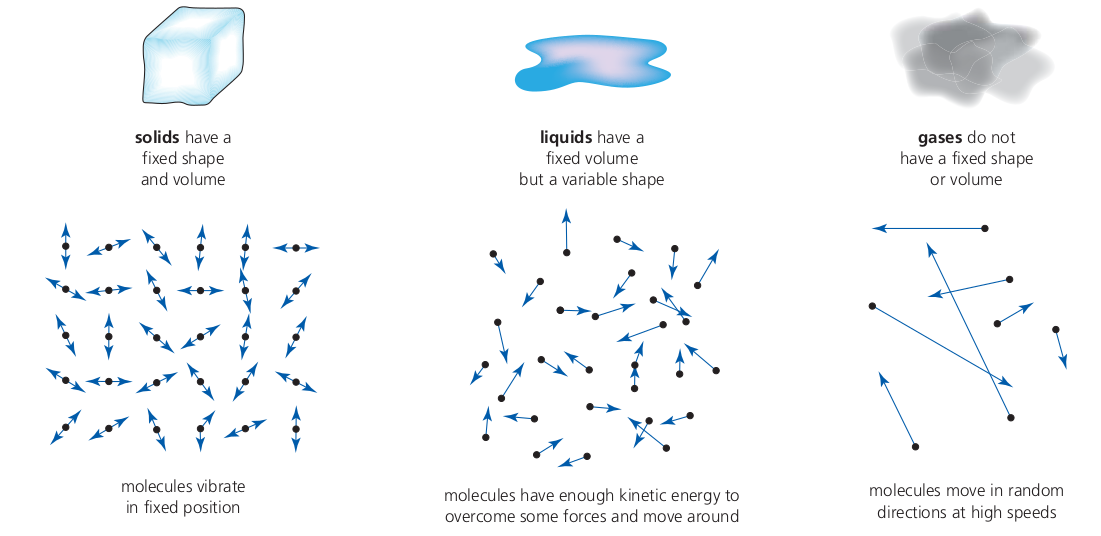 solids have a
fixed shape
and volume
liquids have a
fixed volume
but a variable shape
gases do not
have a fixed shape
or volume
molecules vibrate
in fixed position
molecules have enough kinetic energy to
overcome some forces and move around
molecules move in random
directions at high speeds